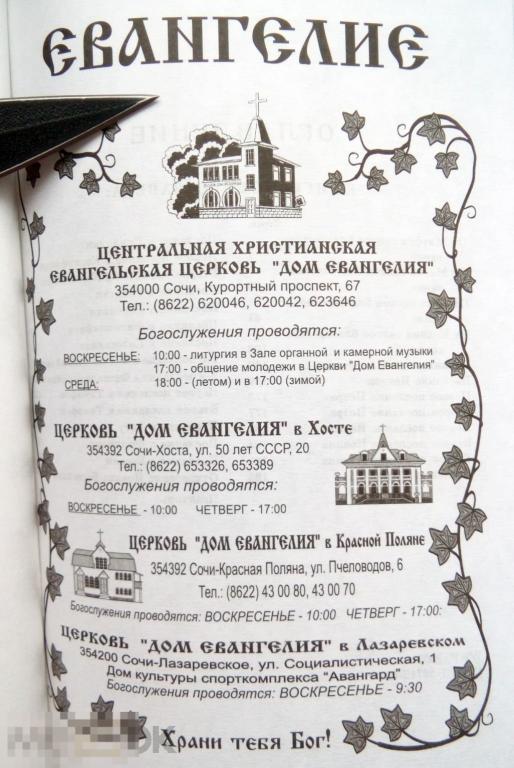 ЕВАНГЕЛИЕ
ЦЕНТРАЛЬНАЯ ХРИСТИАНСКАЯ
ЕВАНГЕЛЬСКАЯ ЦЕРКОВЬ "ДОМ ЕВАНГЕЛИЯ"
354000 Сочи, Курортный проспект, 67
Тел.: (8622) 620046, 620042, 623646
Богослужения проводятся:
ВОСКРЕСЕНЬЕ: 10:00 - литургия в Зале органной и камерной музыки
17:00 - общение молодежи в Церкви "Дом Евангелия"
СРЕДА: 18:00 - (летом) и в 17:00 (зимой)
ЦЕРКОВЬ "ДОМ ЕВАНГЕЛИЯ" в Хосте
354392 Сочи-Хоста, ул. 50 лет СССР, 20
Тел.: (8622) 653326, 653389
Богослужения проводятся:
ВОСКРЕСЕНЬЕ - 10:00 ЧЕТВЕРГ - 17:00
ЦЕРКОВЬ "ДОМ ЕВАНГЕЛИЯ" в Красной Поляне
354392 Сочи-Красная Поляна, ул. Пчеловодов, 6
Тел.: (8622) 43 00 80, 43 00 70
Богослужения проводятся: ВОСКРЕСЕНЬЕ - 10:00 ЧЕТВЕРГ - 17:00:
ЦЕРКОВЬ "ДОМ ЕВАНГЕЛИЯ" в Лазаревском
354200 Сочи-Лазаревское, ул. Социалистическая, 1
Дом культуры спорткомплекса "Авангард"
Богослужения проводятся: ВОСКРЕСЕНЬЕ - 9:30
Храни тебя Бог!